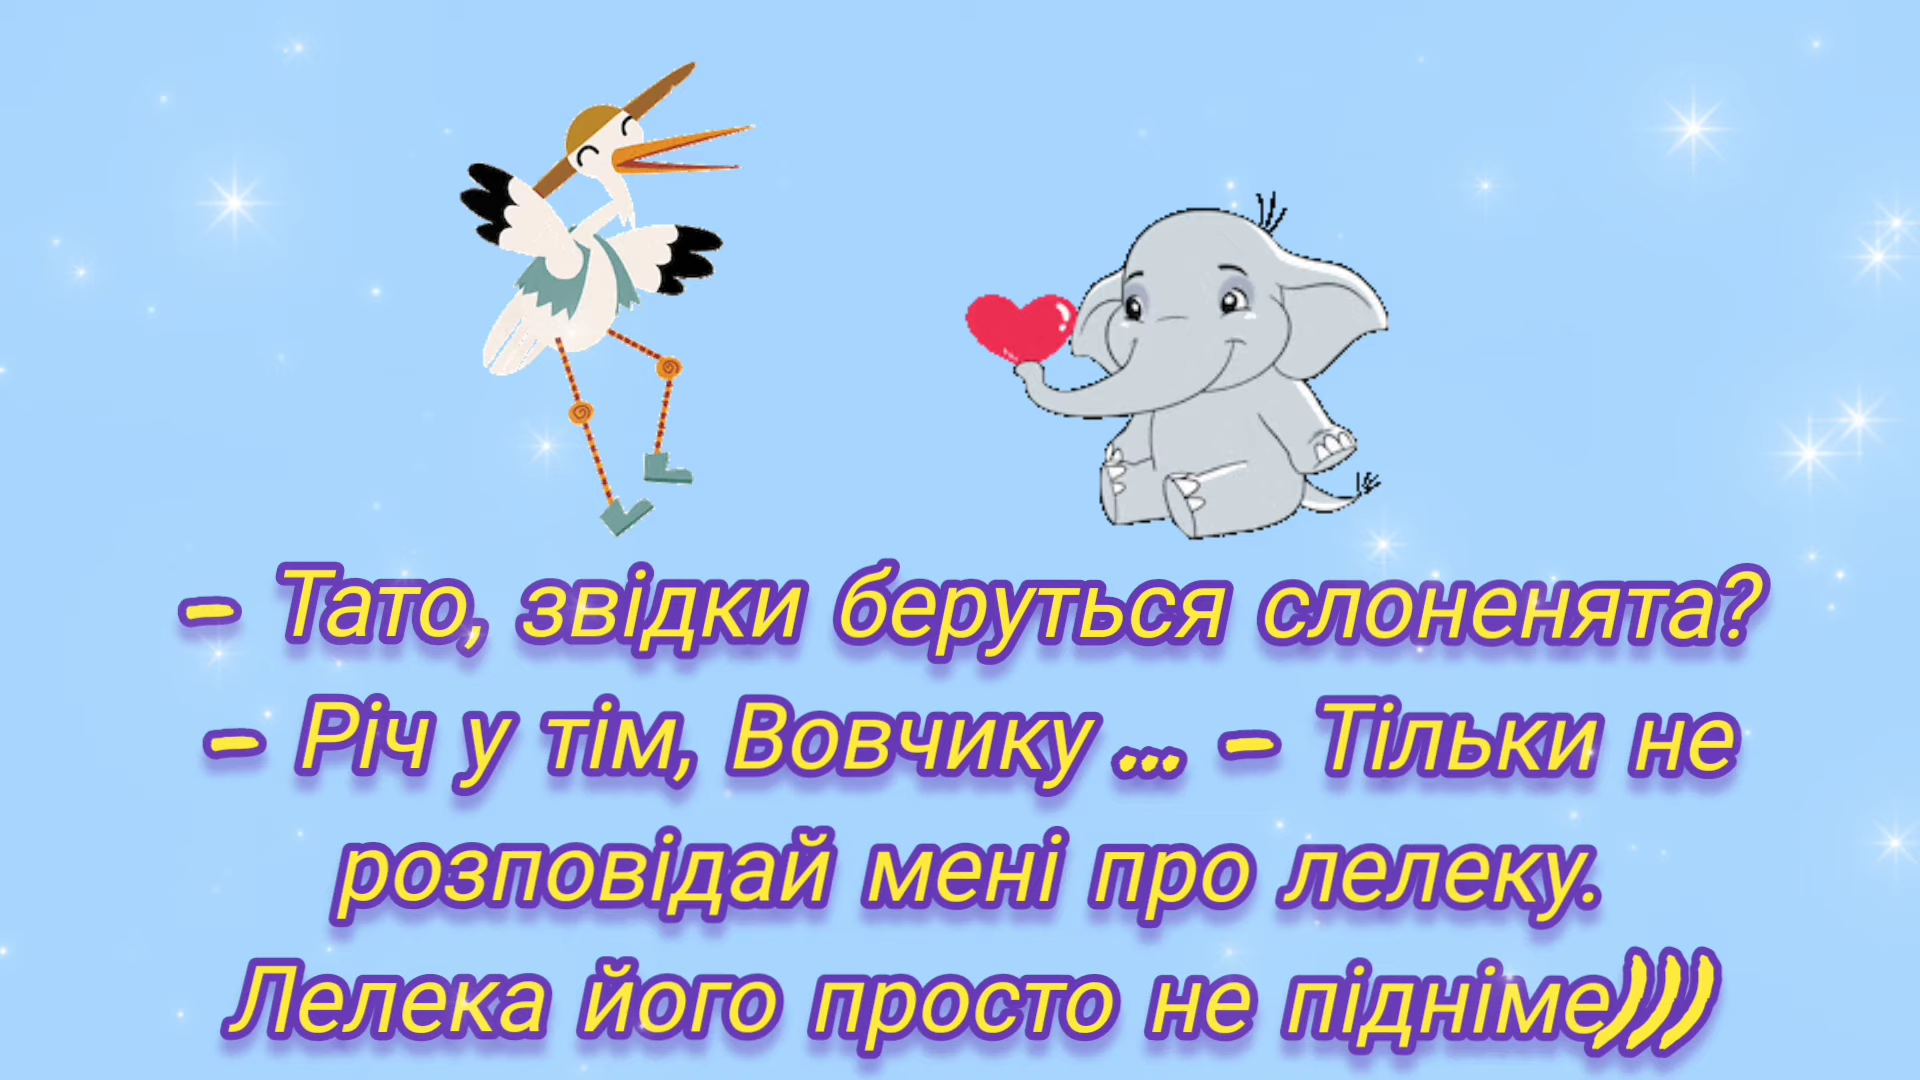 - Тато, звідки беруться слоненята?
- Річ у тім, Вовчику ... - Тільки не
розповідай мені про лелеку.
Лелека його просто не підніме)))